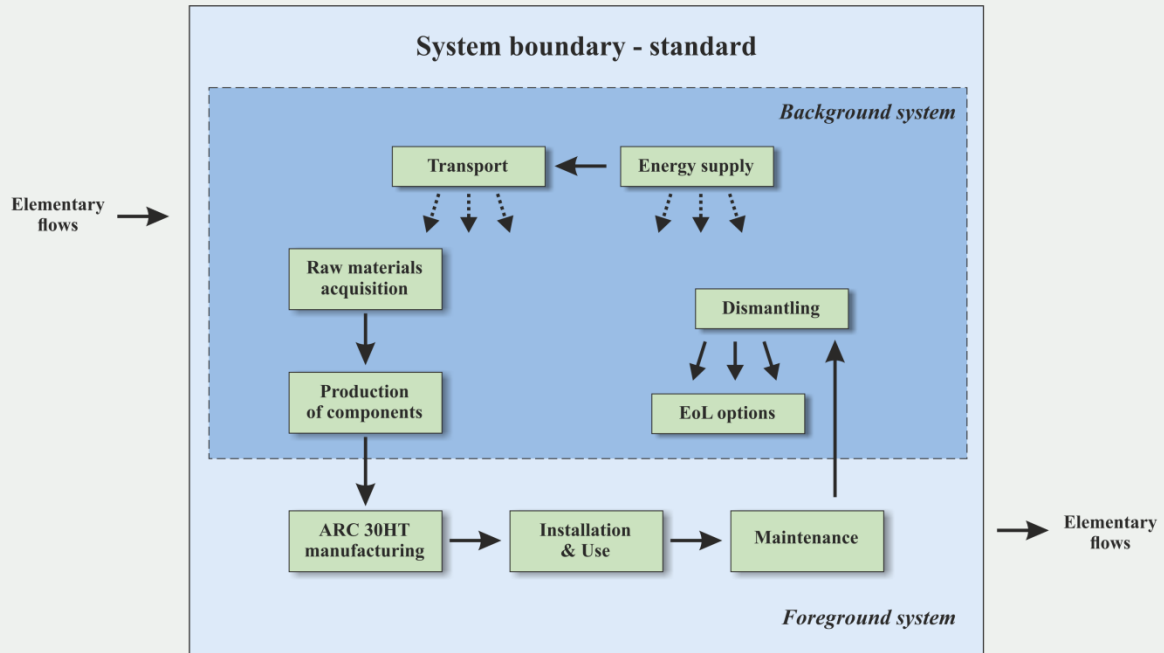 System boundary - standard
Background system
Transport
Energy supply
Elementary
flows
Raw materials
acquisition
Dismantling
Production
of components
EoL options
ARC 30HT
manufacturing
Installation
& Use
Maintenance
Elementary
flows
Foreground system